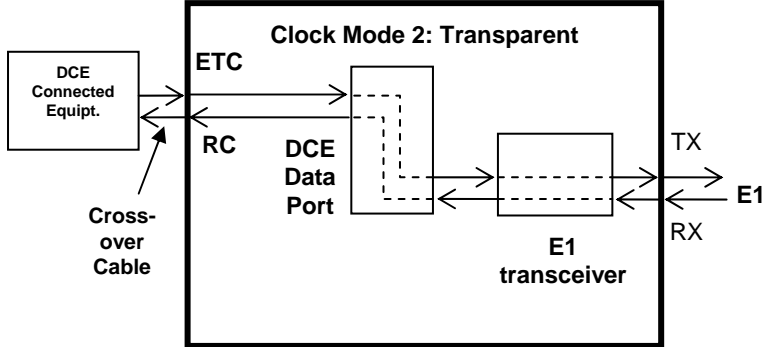 Clock Mode 2: Transparent
DCE
Connected
Equipt.
ETC
RC
DCE
Data
Port
TX
E1
RX
Cross-
over
Cable
E1
transceiver